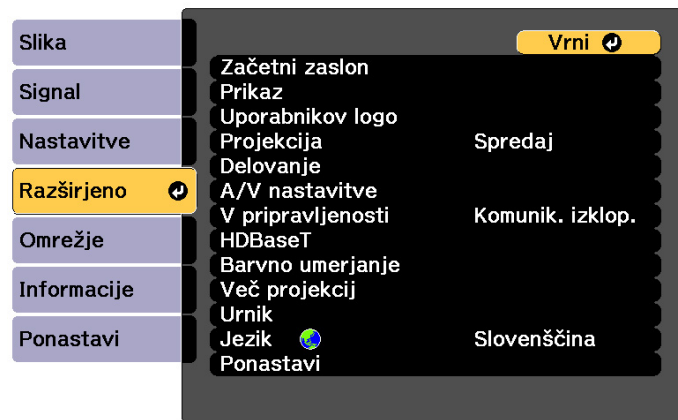 Slika
Signal
Nastavitve
Razširjeno
Omrežje
Informacije
Ponastavi
Vrni
Začetni zaslon
Prikaz
Uporabnikov logo
Projekcija Spredaj
Delovanje
A/V nastavitve
V pripravljenosti Komunik. izklop.
HDBaseT
Barvno umerjanje
Več projekcij
Urnik
Jezik Slovenščina
Ponastavi